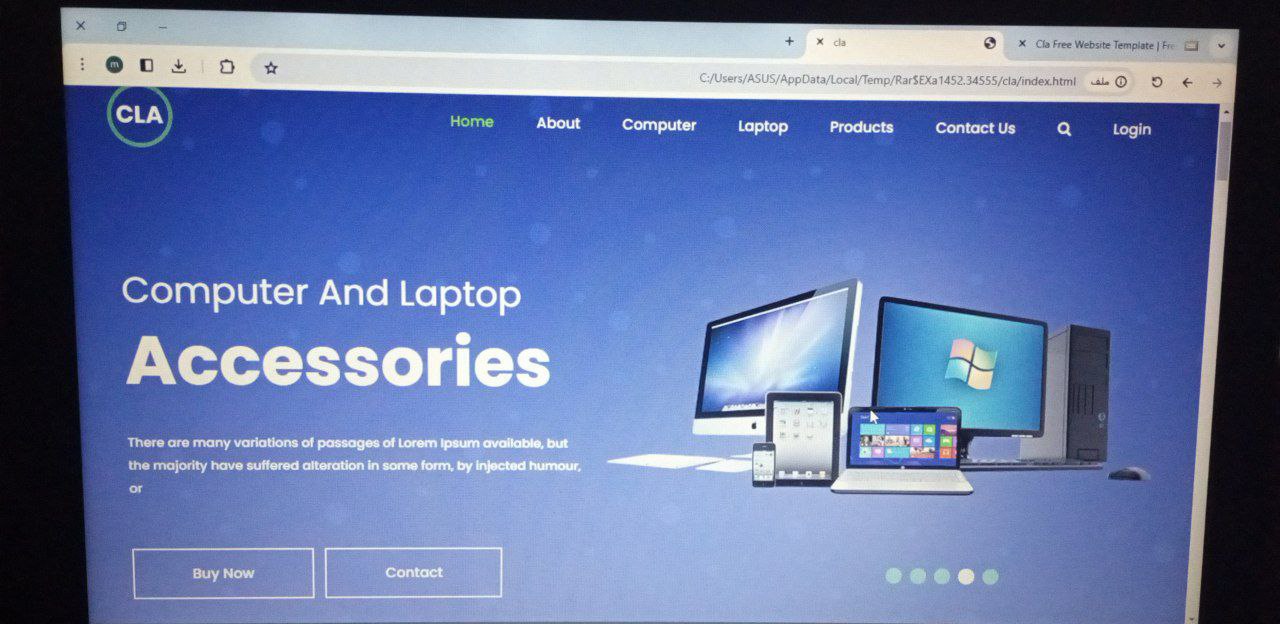 cla
Cla Free Website Template | Fre
m
C:/Users/ASUS/AppData/Local/Temp/Rar$EXa1452.34555/cla/index.html
ملف
CLA
Home
About
Computer
Laptop
Products
Contact Us
Login
Computer And Laptop
Accessories
There are many variations of passages of Lorem Ipsum available, but
the majority have suffered alteration in some form, by injected humour,
or
Buy Now
Contact